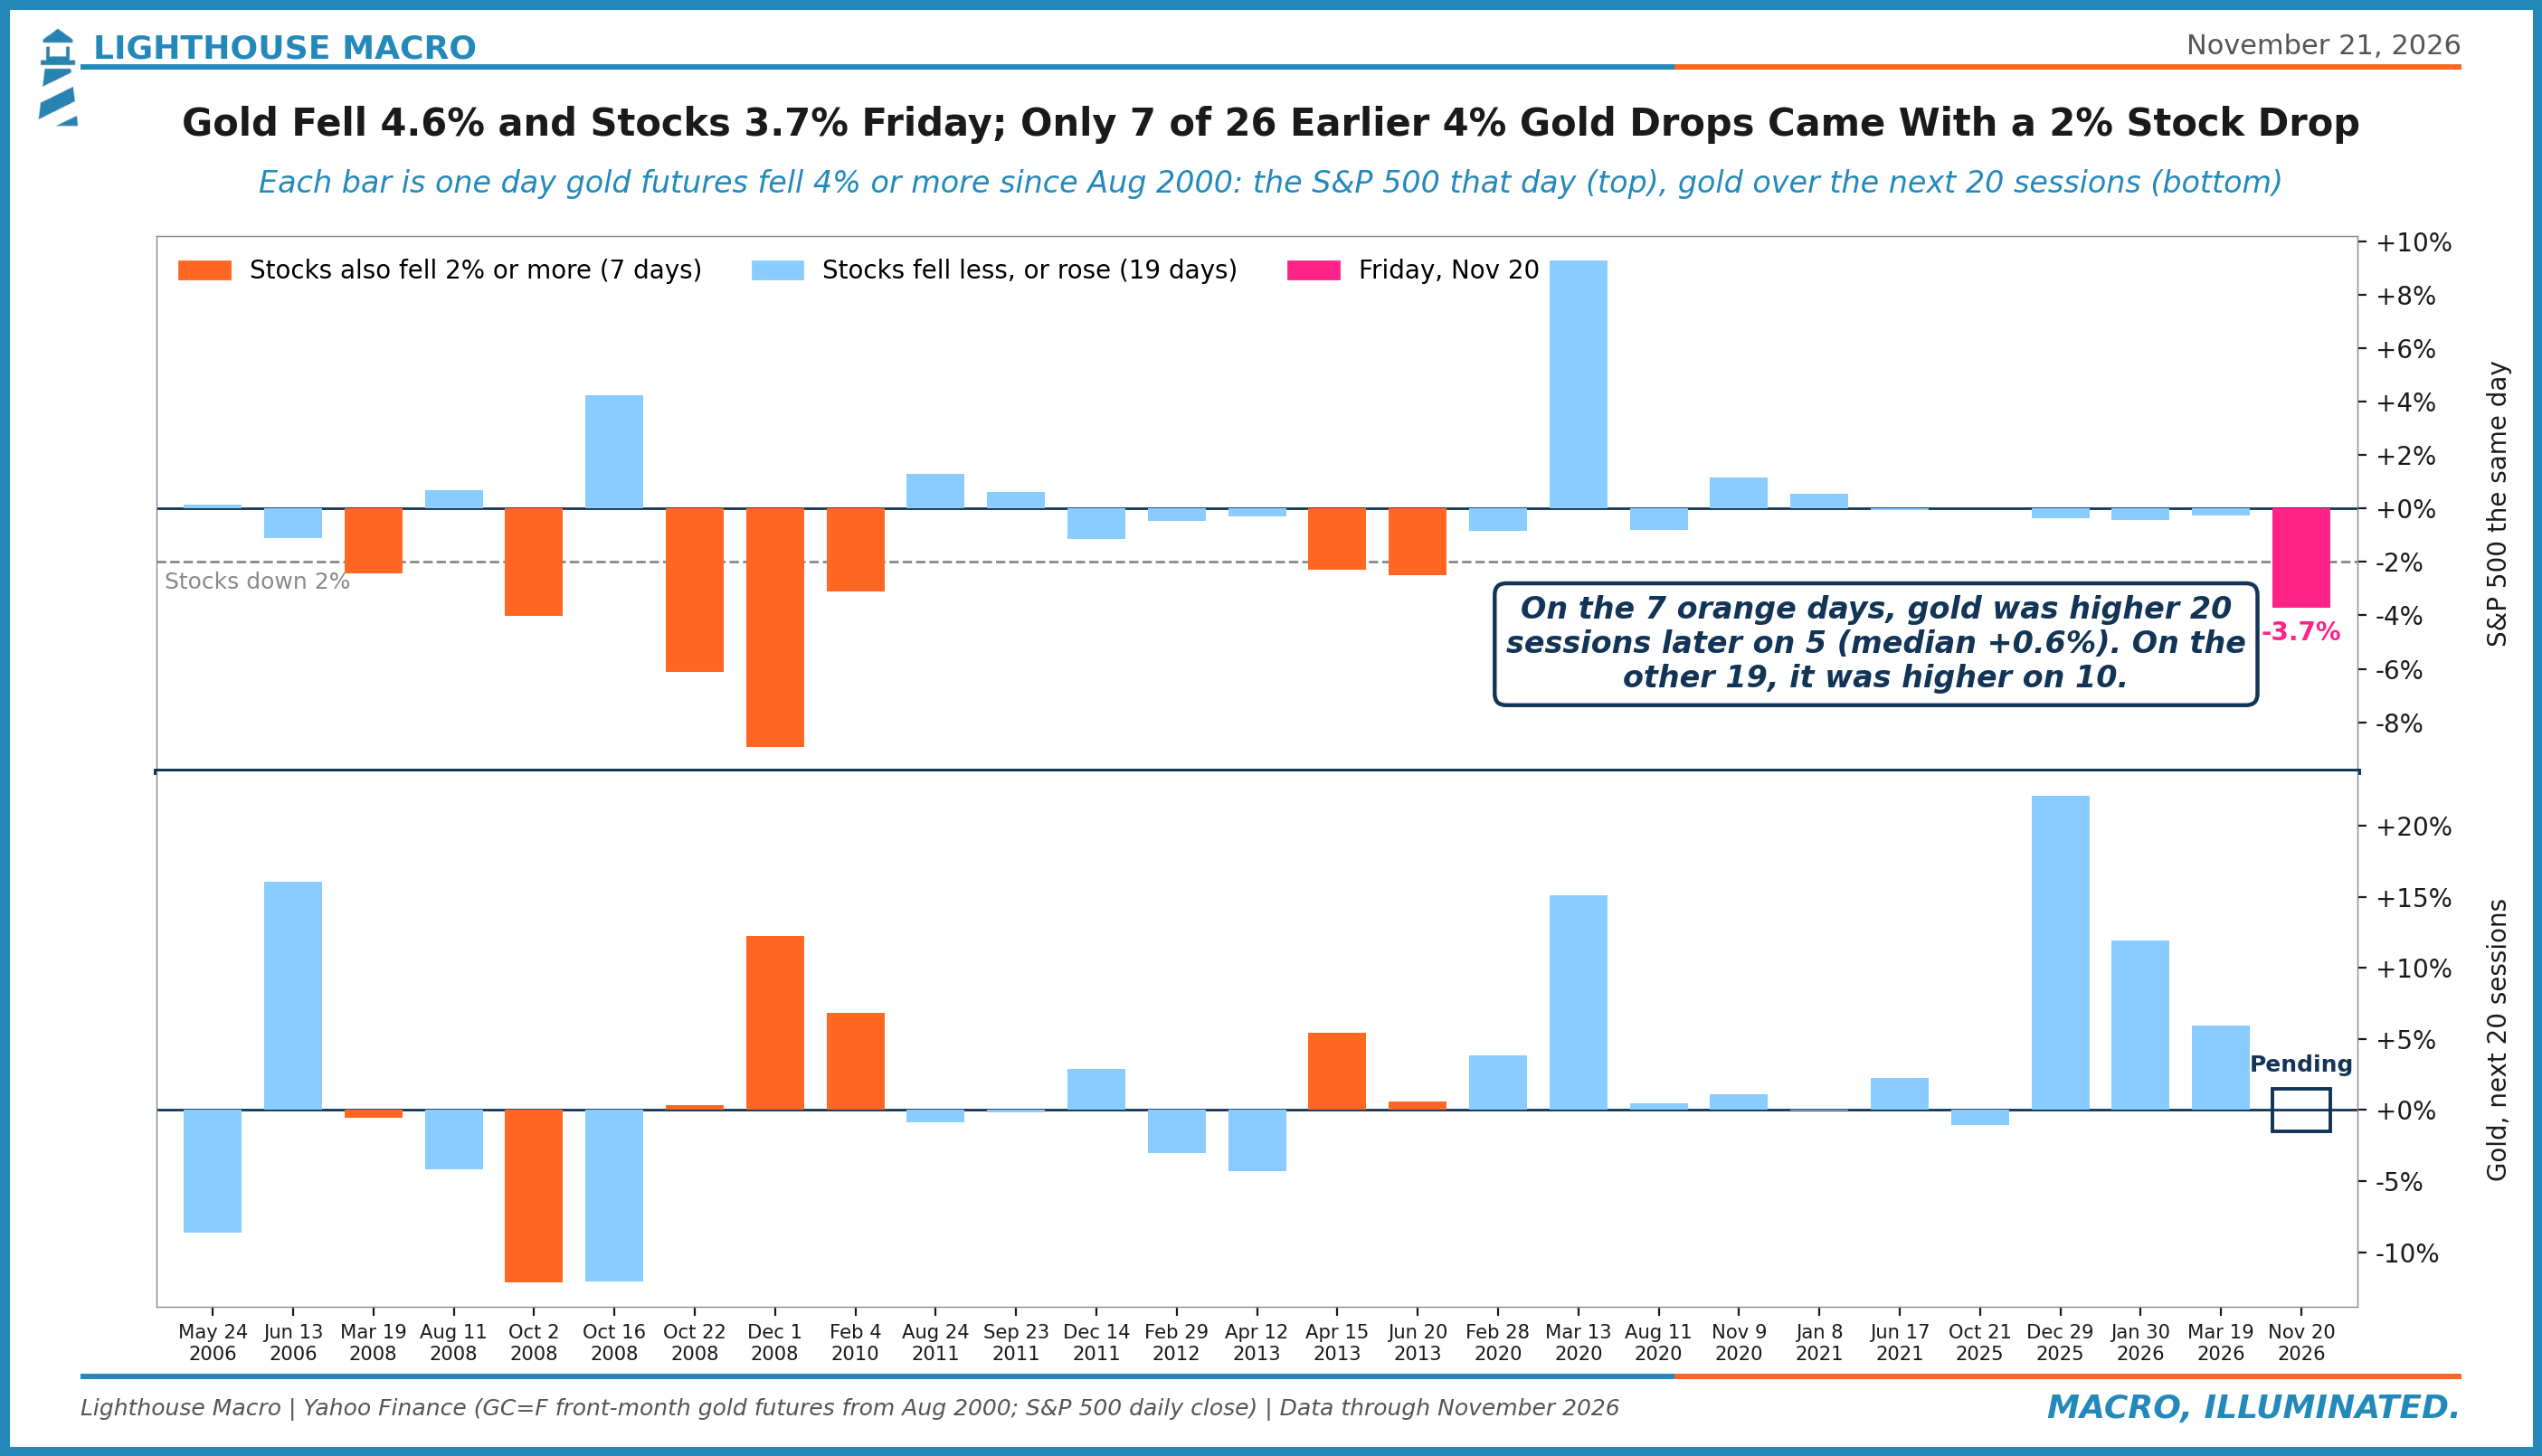 LIGHTHOUSE MACRO
November 21, 2026
Gold Fell 4.6% and Stocks 3.7% Friday; Only 7 of 26 Earlier 4% Gold Drops Came With a 2% Stock Drop
Each bar is one day gold futures fell 4% or more since Aug 2000: the S&P 500 that day (top), gold over the next 20 sessions (bottom)
Stocks also fell 2% or more (7 days)
Stocks fell less, or rose (19 days)
Friday, Nov 20
+10%
+8%
+6%
+4%
+2%
+0%
-2%
-4%
-6%
-8%
S&P 500 the same day
Stocks down 2%
On the 7 orange days, gold was higher 20
sessions later on 5 (median +0.6%). On the
other 19, it was higher on 10.
-3.7%
+20%
+15%
+10%
+5%
+0%
-5%
-10%
Gold, next 20 sessions
Pending
May 24 Jun 13 Mar 19 Aug 11 Oct 2 Oct 16 Oct 22 Dec 1 Feb 4 Aug 24 Sep 23 Dec 14 Feb 29 Apr 12 Apr 15 Jun 20 Feb 28 Mar 13 Aug 11 Nov 9 Jan 8 Jun 17 Oct 21 Dec 29 Jan 30 Mar 19 Nov 20
2006 2006 2008 2008 2008 2008 2008 2008 2010 2011 2011 2011 2012 2013 2013 2013 2020 2020 2020 2020 2021 2021 2025 2025 2026 2026 2026
Lighthouse Macro | Yahoo Finance (GC=F front-month gold futures from Aug 2000; S&P 500 daily close) | Data through November 2026
MACRO, ILLUMINATED.